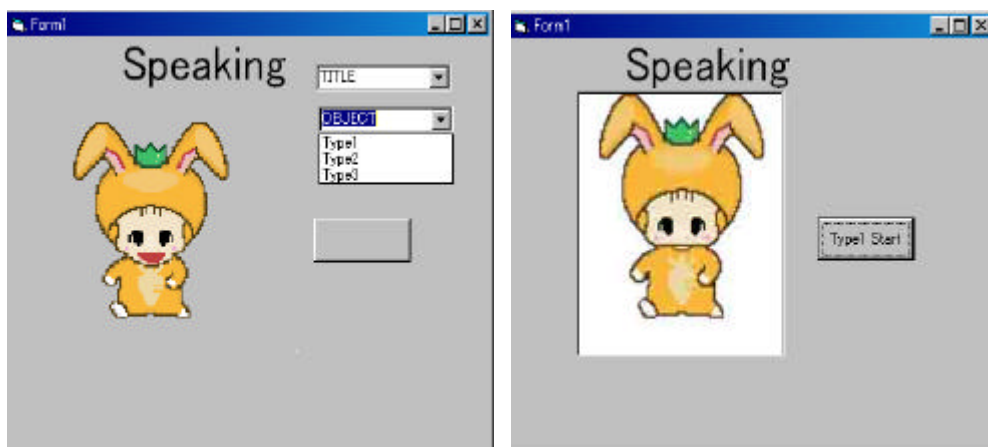 Form1
Speaking
TITLE
OBJECT
Type1
Type2
Type3
Form1
Speaking
Type1 Start